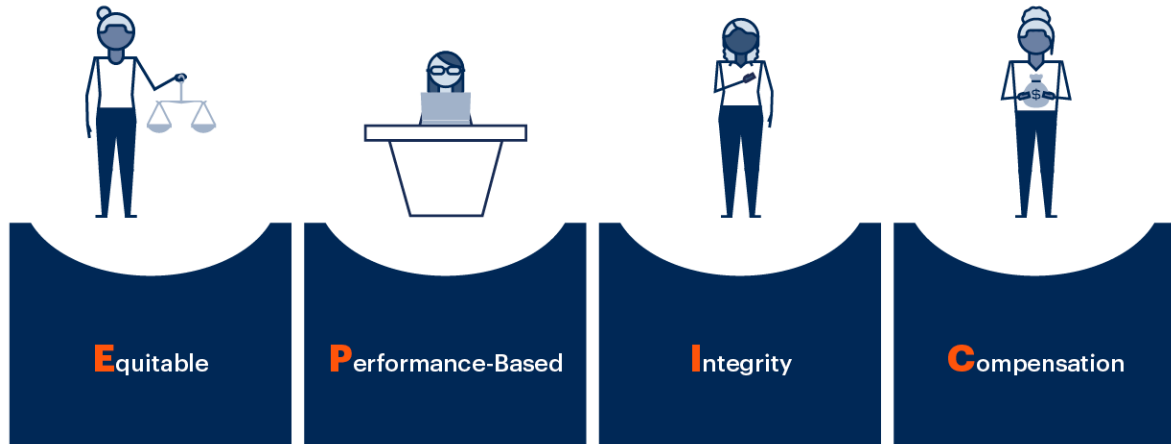 $
Equitable
Performance-Based
Integrity
Compensation